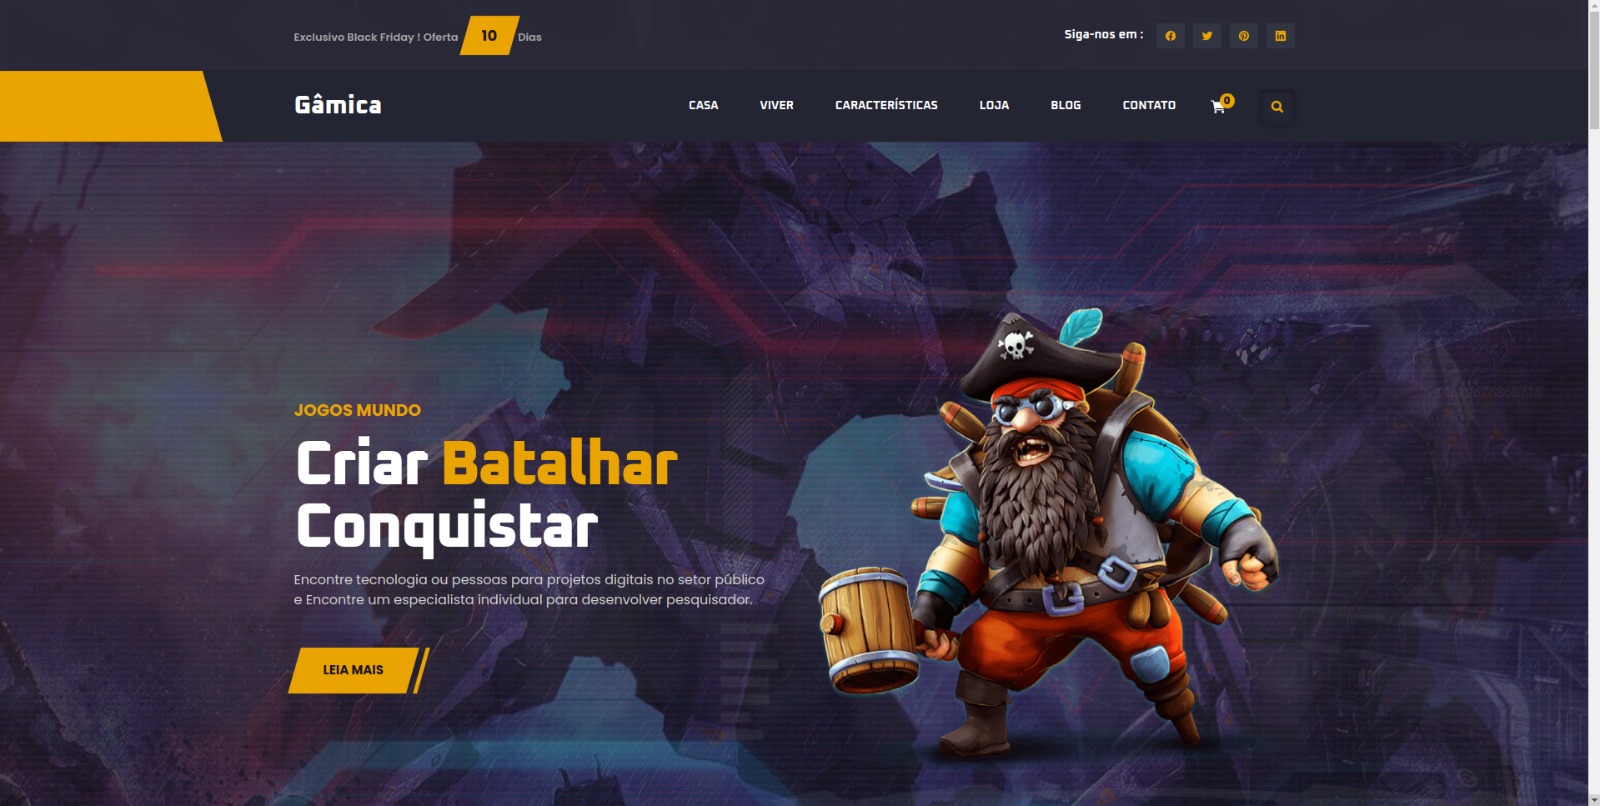 Exclusivo Black Friday ! Oferta 10 Dias
Siga-nos em :
Gâmica
CASA VIVER CARACTERÍSTICAS LOJA BLOG CONTATO 0
JOGOS MUNDO
Criar Batalhar
Conquistar
Encontre tecnologia ou pessoas para projetos digitais no setor público
e Encontre um especialista individual para desenvolver pesquisador.
LEIA MAIS